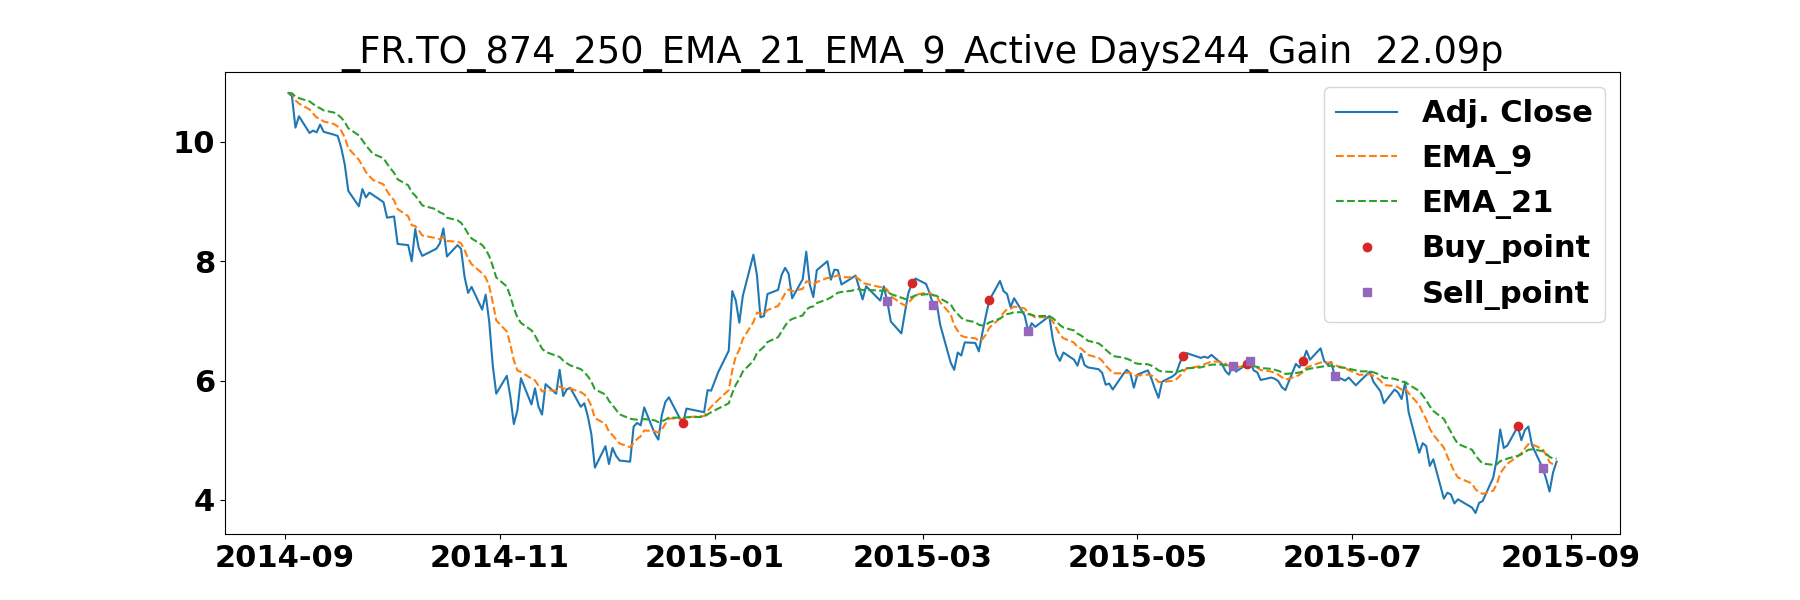 _FR.TO_874_250_EMA_21_EMA_9_Active Days244_Gain  22.09p
Adj. Close
EMA_9
EMA_21
Buy_point
Sell_point
10
8
6
4
2014-09 2014-11 2015-01 2015-03 2015-05 2015-07 2015-09